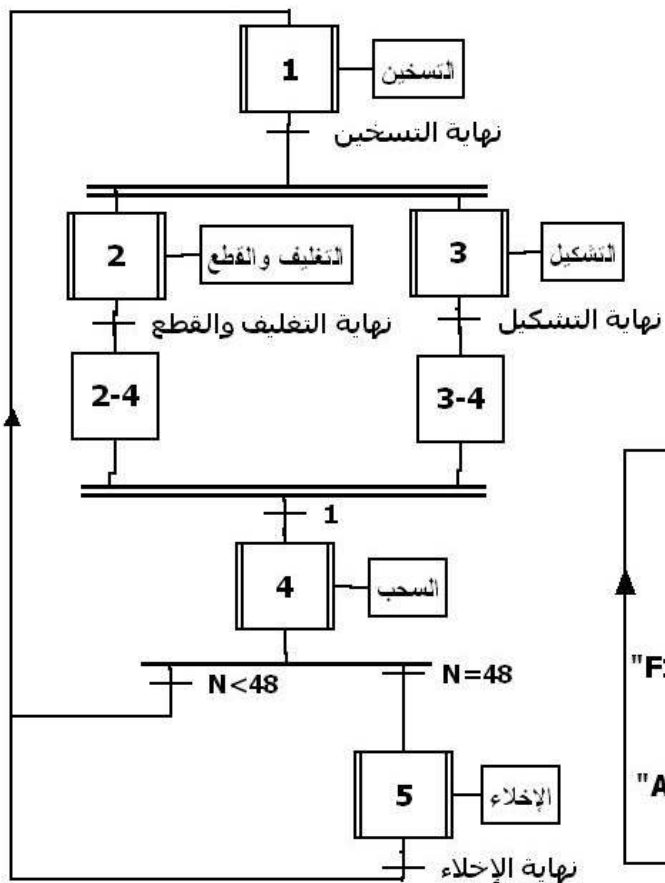 1
التسخين
نهاية التسخين
2
التغليف والقطع
3
التشكيل
نهاية التغليف والقطع
نهاية التشكيل
2-4
3-4
1
4
السحب
N<48
N=48
5
الإخلاء
نهاية الإخلاء
"A